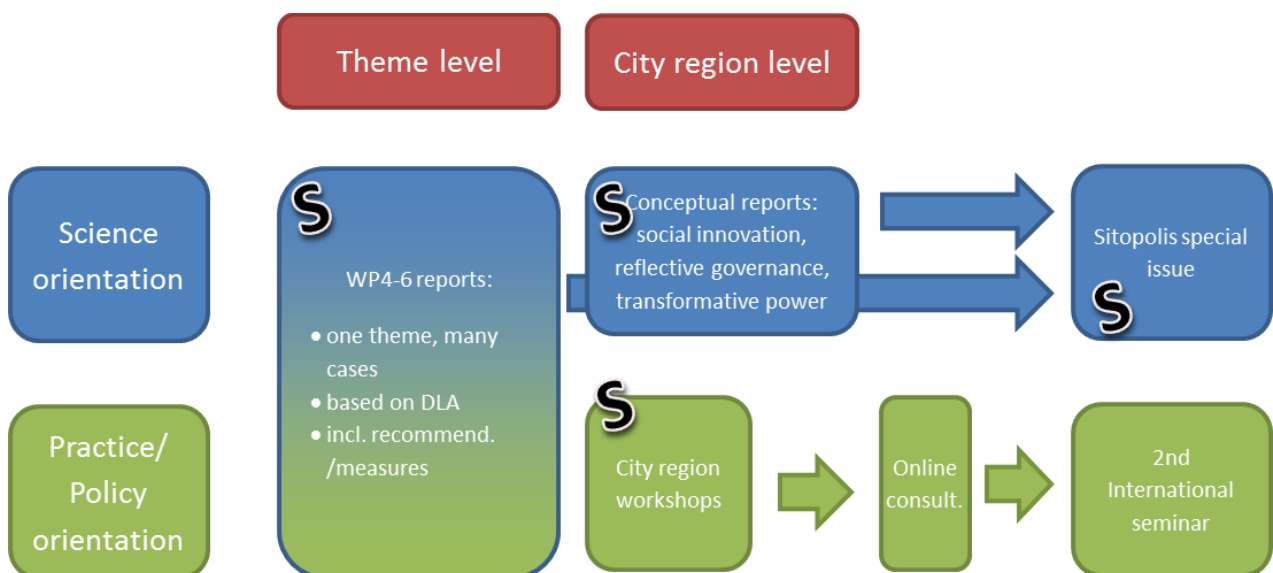 Theme level
City region level
Science
orientation
S
WP4-6 reports:
• one theme, many
cases
• based on DLA
• incl. recommend.
/measures
S
Conceptual reports:
social innovation,
reflective governance,
transformative power
Sitopolis special
issue
S
Practice/
Policy
orientation
S
City region
workshops
Online
consult.
2nd
International
seminar